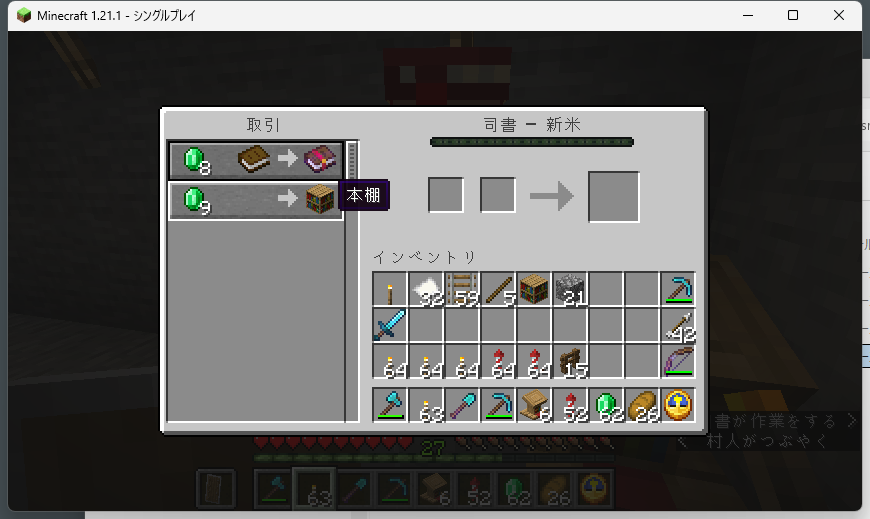 Minecraft 1.21.1 - シングルプレイ
取引
司書 - 新米
8
9
本棚
インベントリ
32 59 5 21
42
64 64 64 64 64 15
63 6 52 62 26
書が作業をする >
< 村人がつぶやく
27
63 6 52 62 26